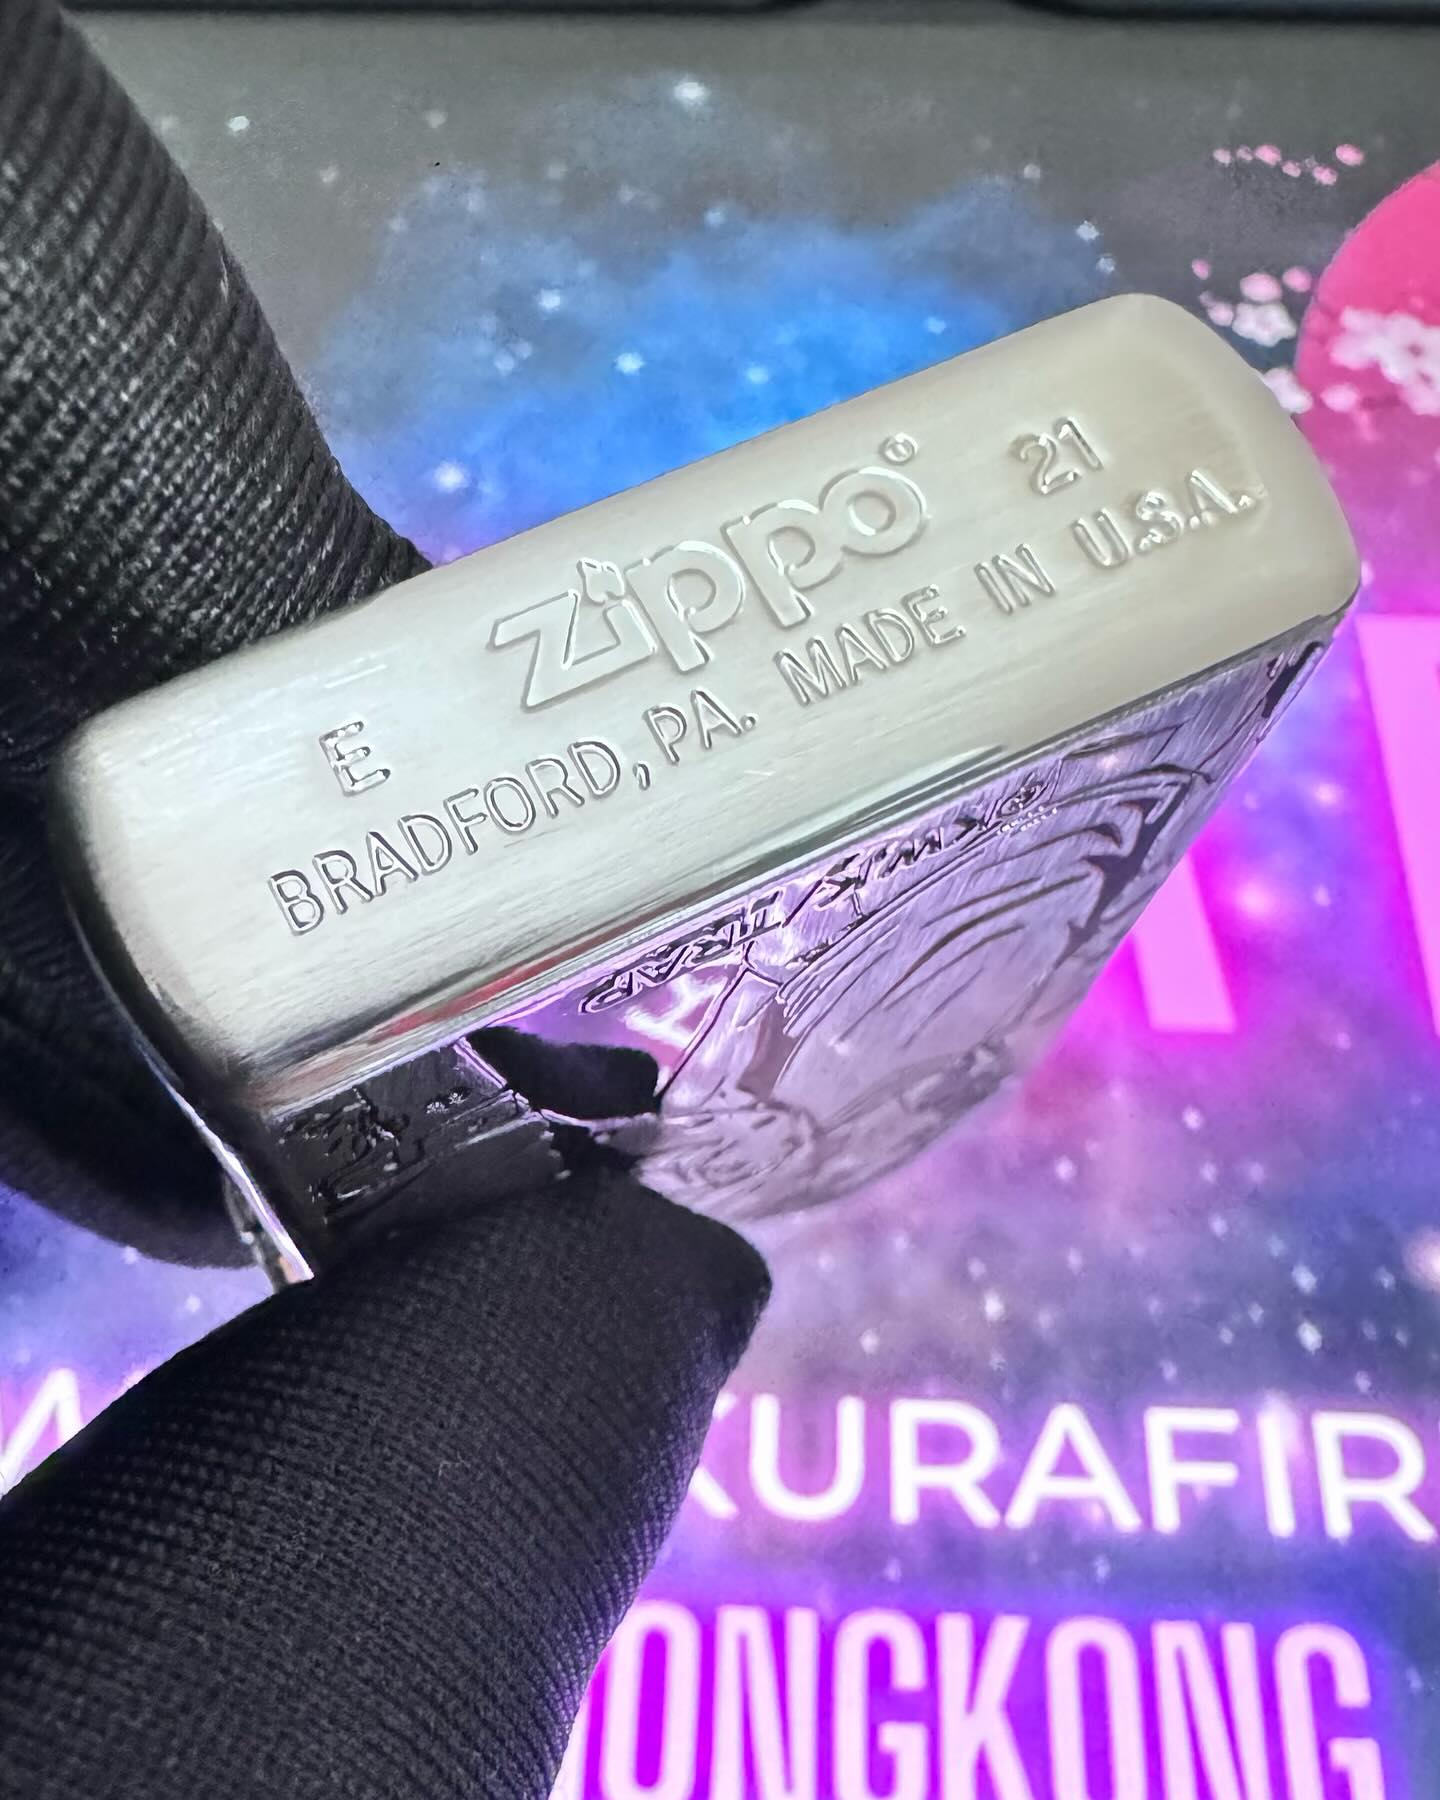 E zippo® 21
BRADFORD, PA. MADE IN U.S.A.
KURAFIR
ONGKONG